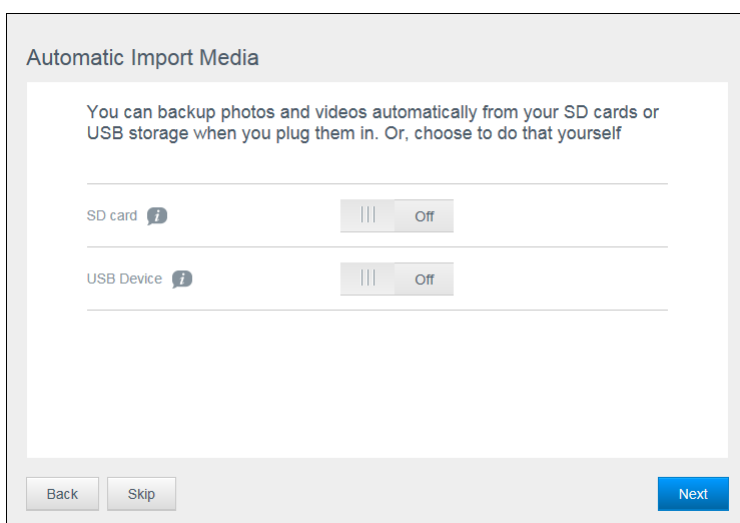 Automatic Import Media
You can backup photos and videos automatically from your SD cards or
USB storage when you plug them in. Or, choose to do that yourself
SD card i Off
USB Device i Off
Back Skip Next